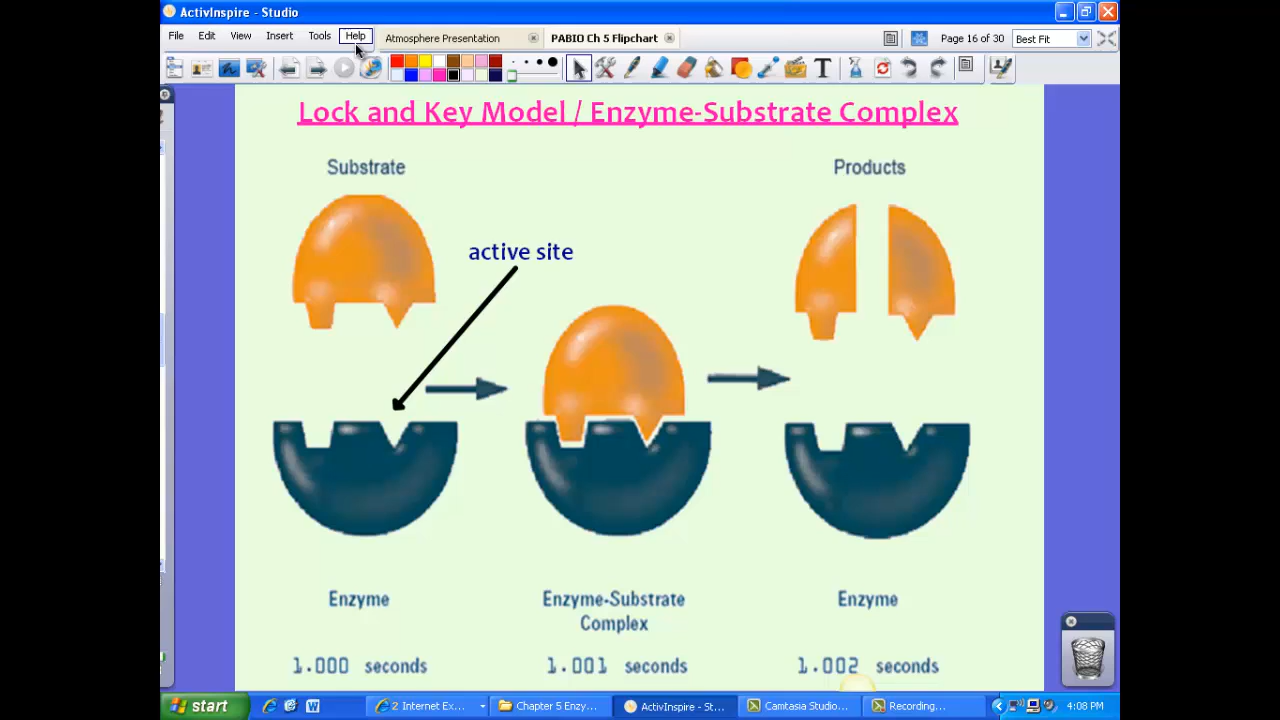 ActivInspire - Studio
File Edit View Insert Tools Help
Atmosphere Presentation
PABIO Ch 5 Flipchart
Page 16 of 30
Best Fit
Lock and Key Model / Enzyme-Substrate Complex
Substrate
Products
active site
Enzyme
Enzyme-Substrate
Complex
Enzyme
1.000 seconds
1.001 seconds
1.002 seconds
start
2 Internet Ex...
Chapter 5 Enzy...
ActivInspire - St...
Camtasia Studio...
Recording...
4:08 PM